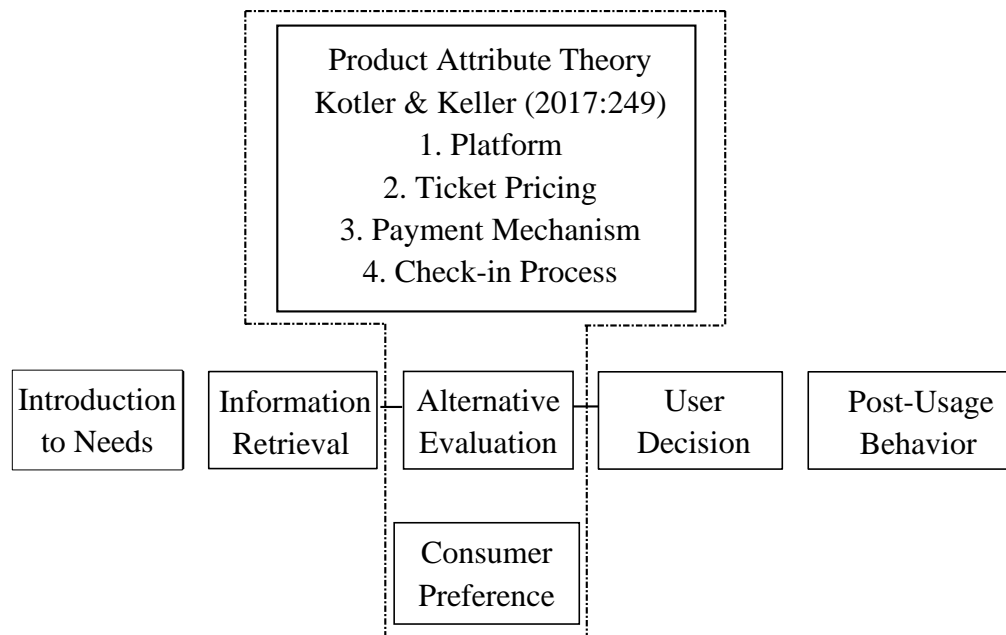 Product Attribute Theory
Kotler & Keller (2017:249)
1. Platform
2. Ticket Pricing
3. Payment Mechanism
4. Check-in Process
Introduction
to Needs
Information
Retrieval
Alternative
Evaluation
User
Decision
Post-Usage
Behavior
Consumer
Preference